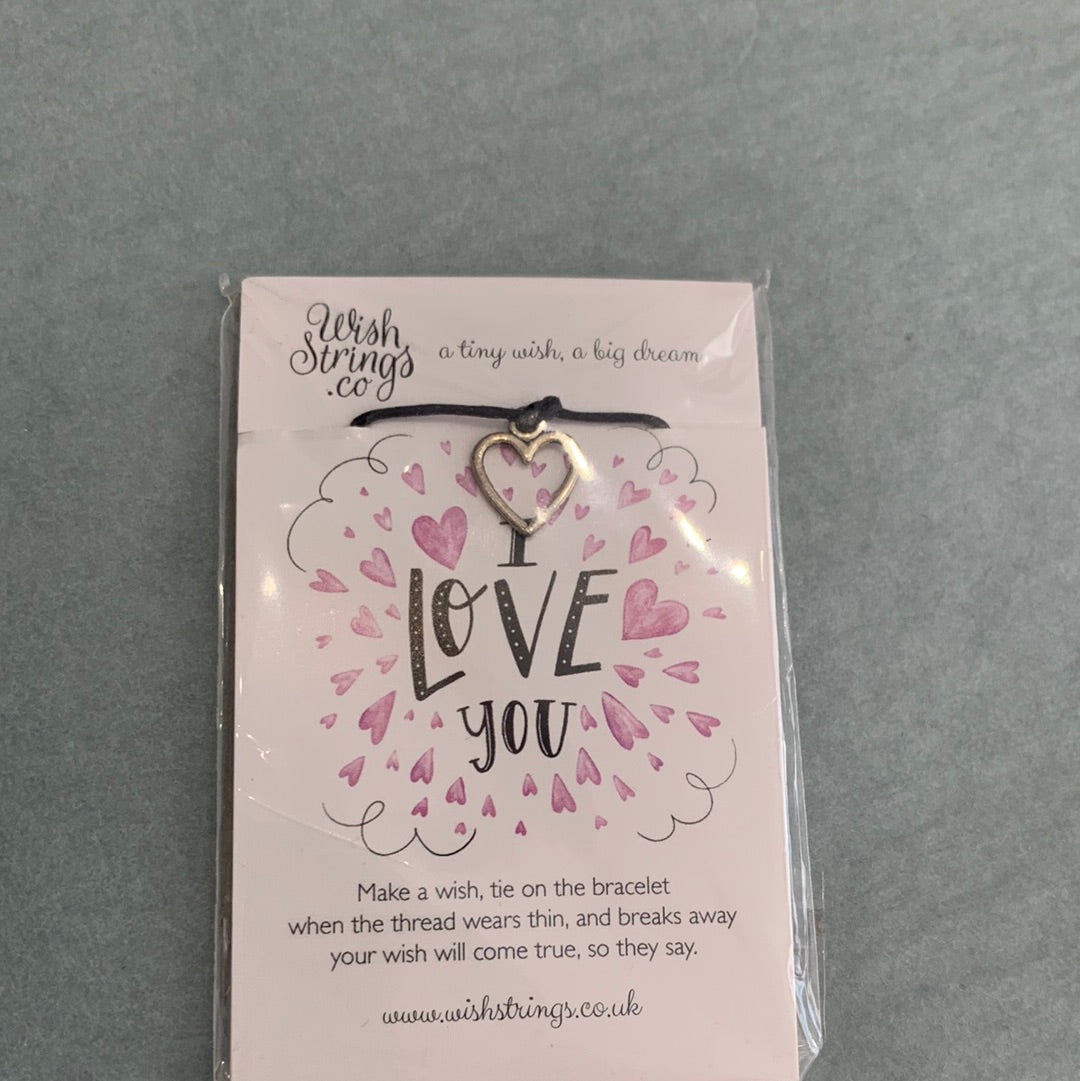 Wish
Strings
.co
a tiny wish, a big dream
I
LOVE
YOU
Make a wish, tie on the bracelet
when the thread wears thin, and breaks away
your wish will come true, so they say.
www.wishstrings.co.uk